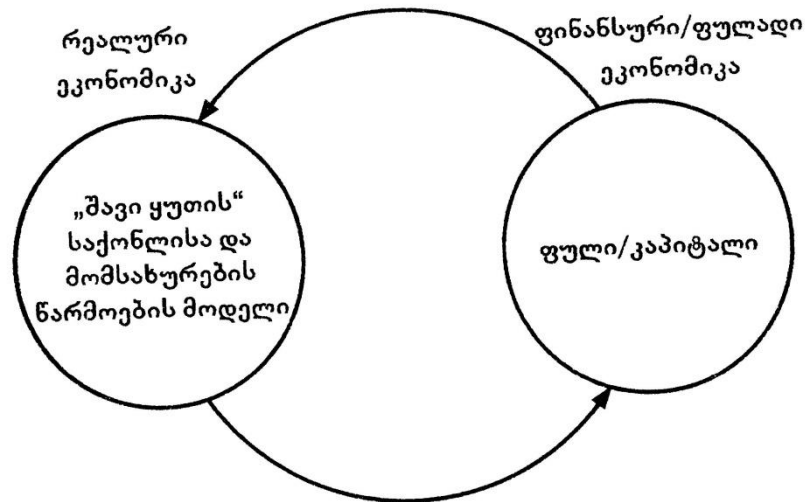 რეალური
ეკონომიკა
ფინანსური/ფულადი
ეკონომიკა
„შავი ყუთის“
საქონლისა და
მომსახურების
წარმოების მოდელი
ფული/კაპიტალი